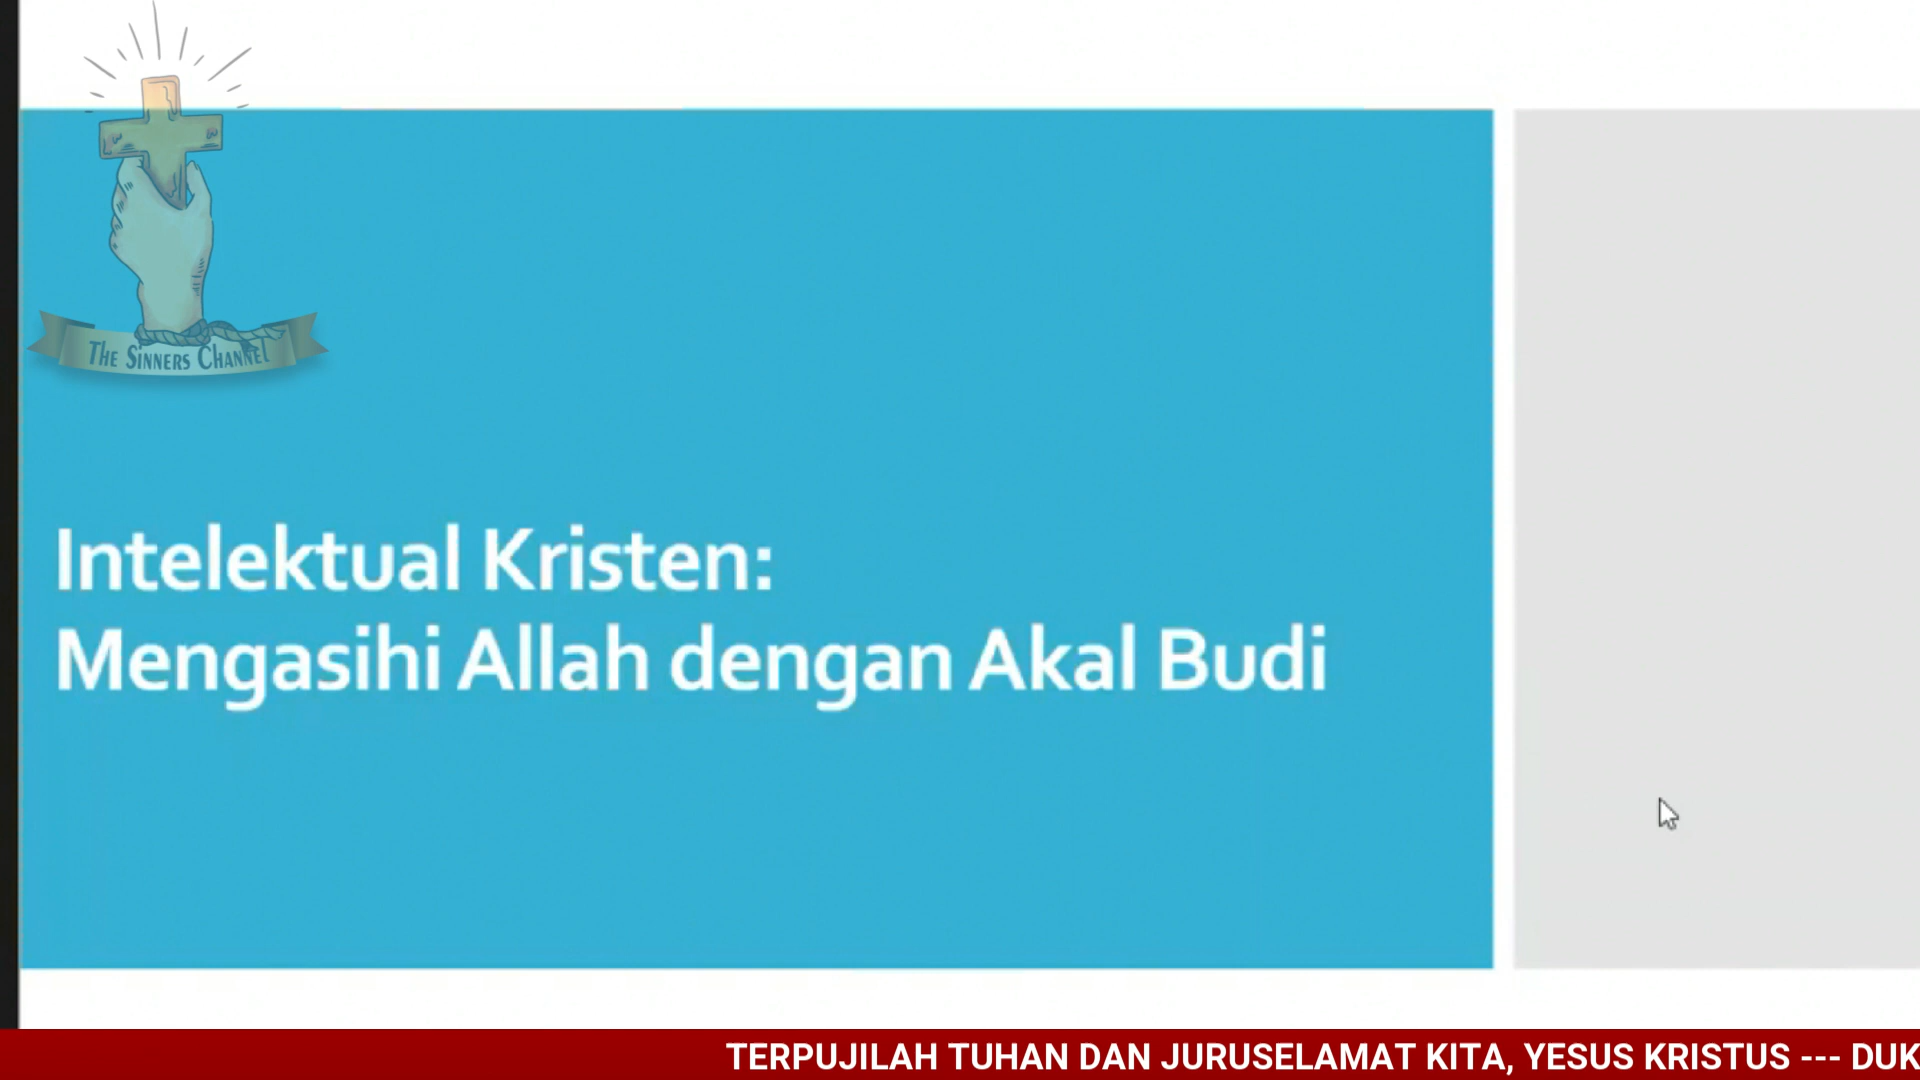 The Sinners Channel
Intelektual Kristen:
Mengasihi Allah dengan Akal Budi
TERPUJILAH TUHAN DAN JURUSELAMAT KITA, YESUS KRISTUS --- DUK